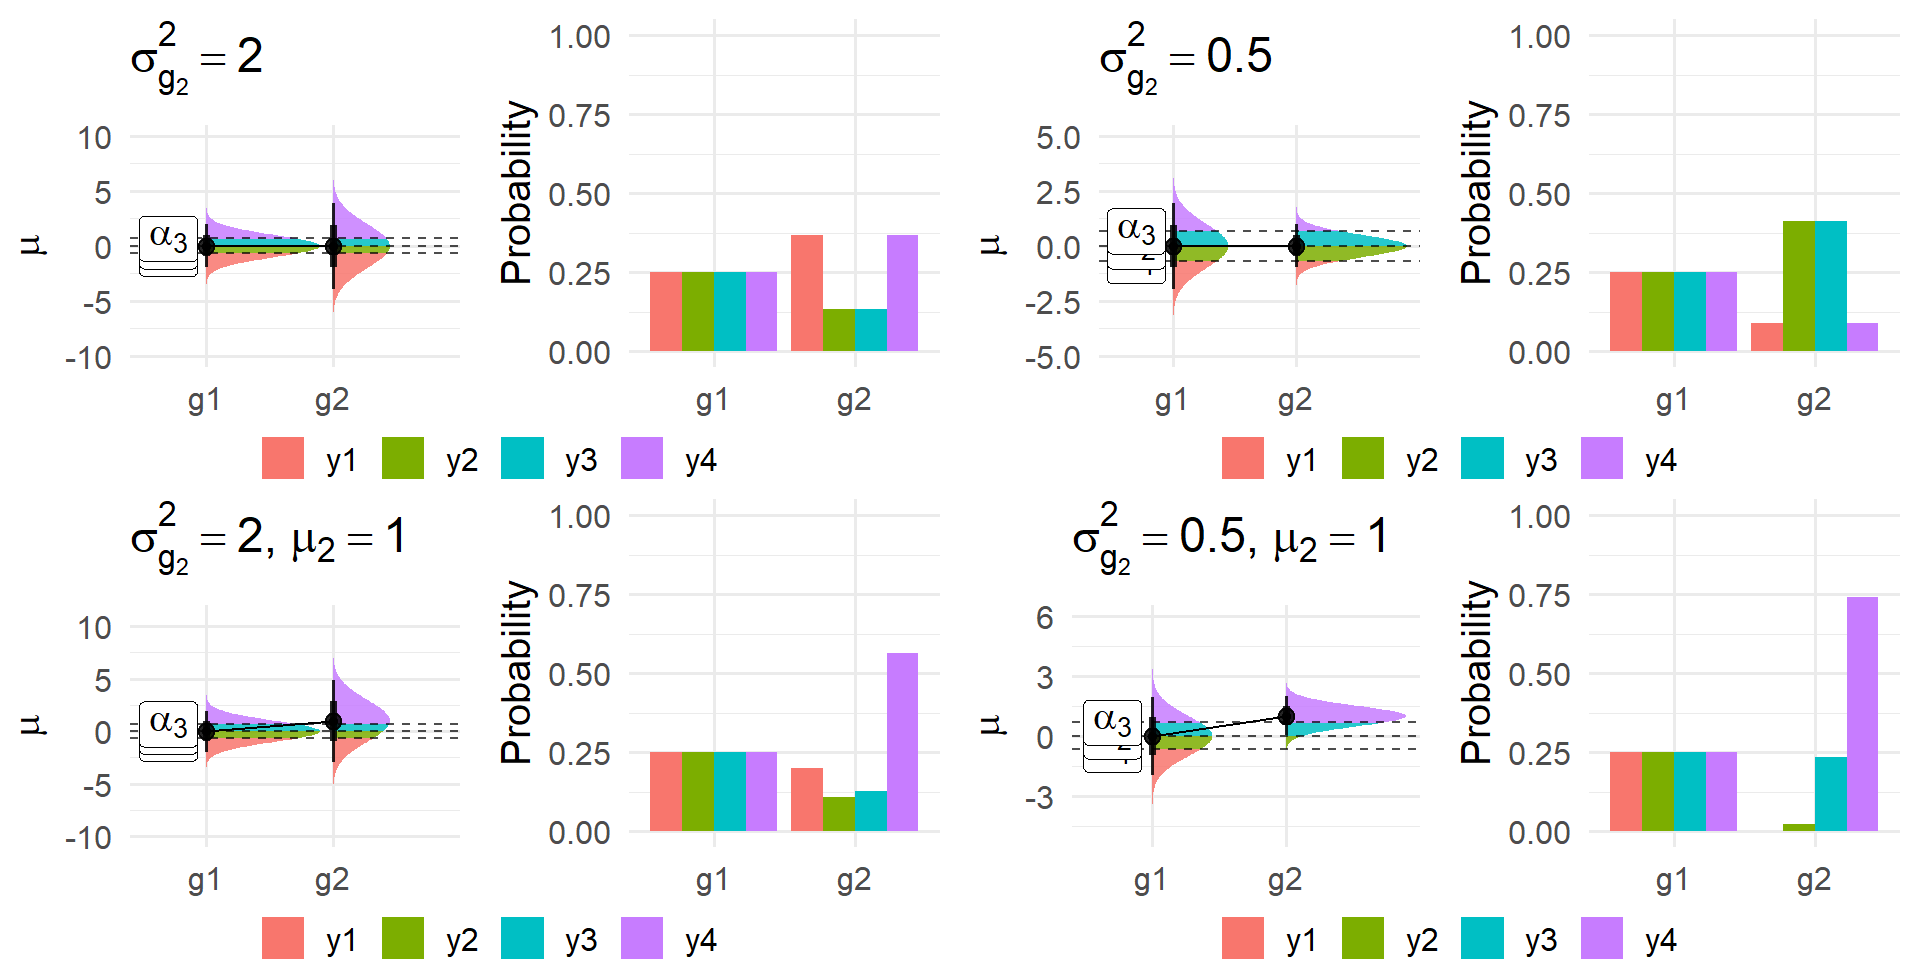 σ²g₂ = 2
μ
10
5
0
-5
-10
α₃
g1 g2
Probability
1.00
0.75
0.50
0.25
0.00
g1 g2
y1 y2 y3 y4
σ²g₂ = 0.5
μ
5.0
2.5
0.0
-2.5
-5.0
α₃
g1 g2
Probability
1.00
0.75
0.50
0.25
0.00
g1 g2
y1 y2 y3 y4
σ²g₂ = 2, μ₂ = 1
μ
10
5
0
-5
-10
α₃
g1 g2
Probability
1.00
0.75
0.50
0.25
0.00
g1 g2
y1 y2 y3 y4
σ²g₂ = 0.5, μ₂ = 1
μ
6
3
0
-3
α₃
g1 g2
Probability
1.00
0.75
0.50
0.25
0.00
g1 g2
y1 y2 y3 y4